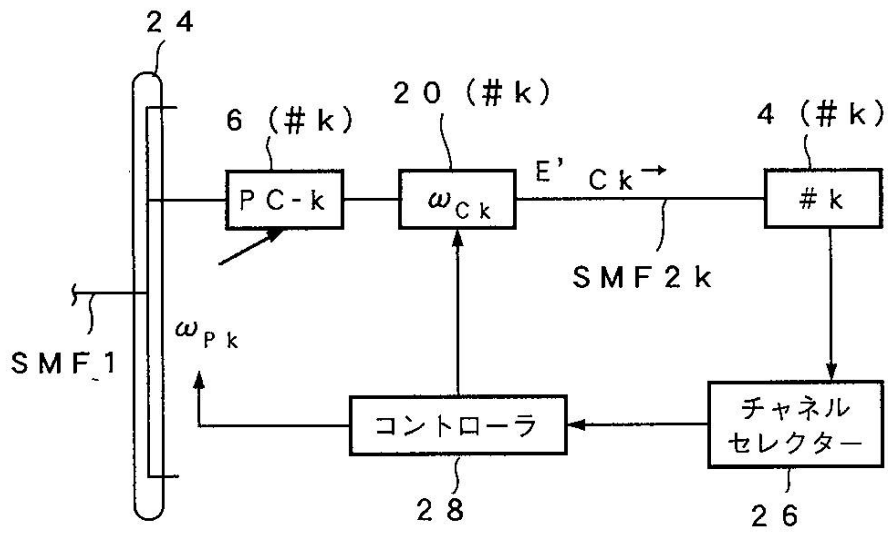 24
6 (#k)
20 (#k)
4 (#k)
PC-k
ωCk
E' Ck→
#k
SMF2k
SMF1
ωPk
コントローラ
チャネル
セレクター
28
26